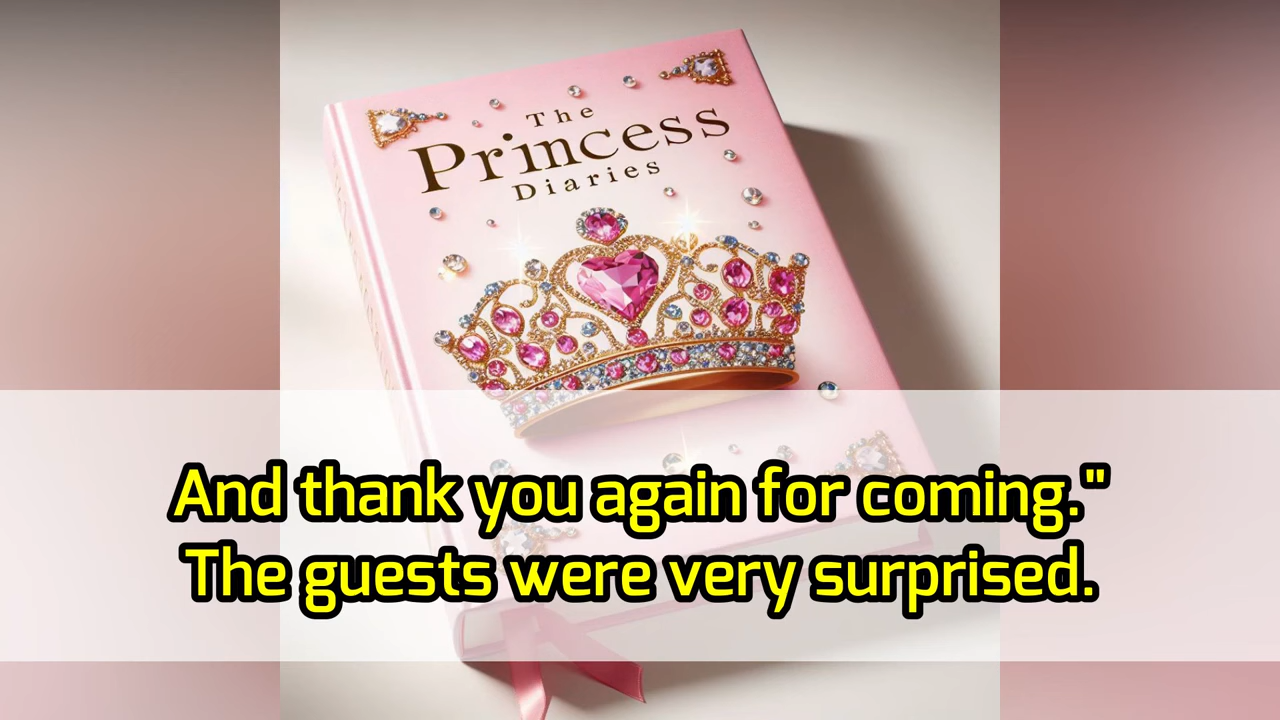 The
Princess
Diaries
And thank you again for coming."
The guests were very surprised.